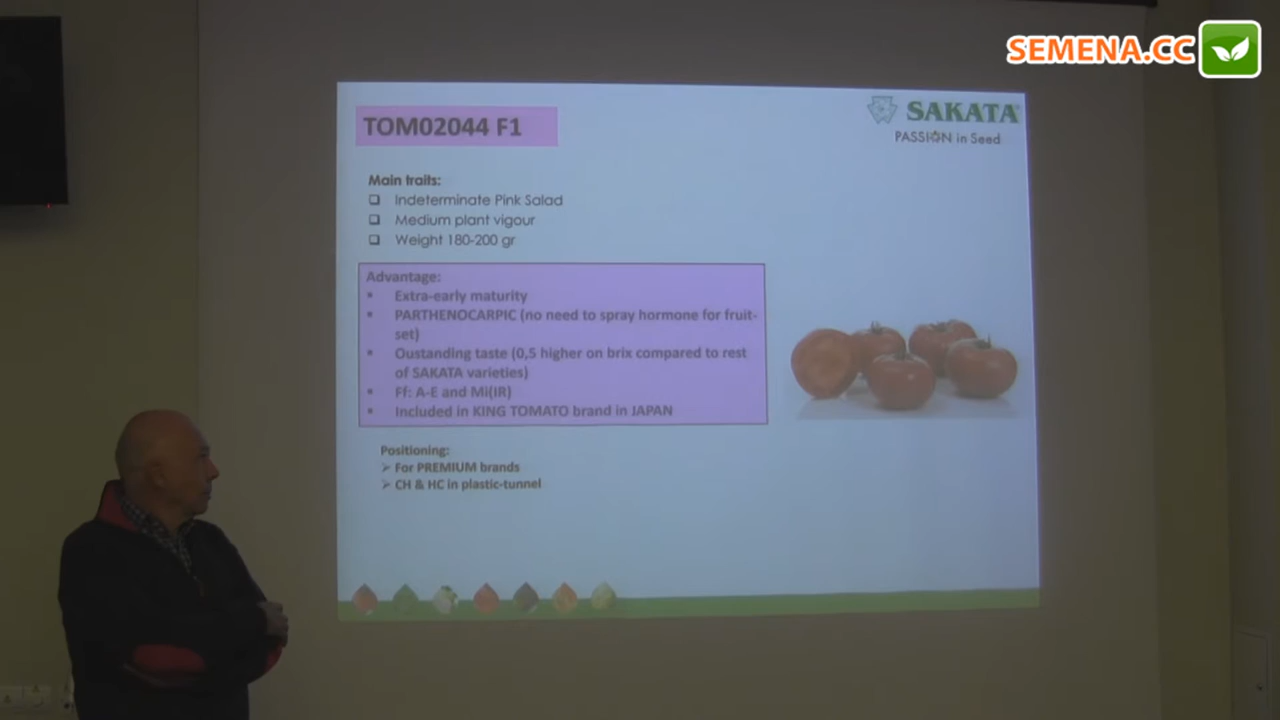 SEMENA.CC
TOM02044 F1
SAKATA
PASSION in Seed
Main traits:
Indeterminate Pink Salad
Medium plant vigour
Weight 180-200 gr
Advantage:
Extra-early maturity
PARTHENOCARPIC (no need to spray hormone for fruit-
set)
Oustanding taste (0,5 higher on brix compared to rest
of SAKATA varieties)
Ff: A-E and Mi(IR)
Included in KING TOMATO brand in JAPAN
Positioning:
For PREMIUM brands
CH & HC in plastic-tunnel